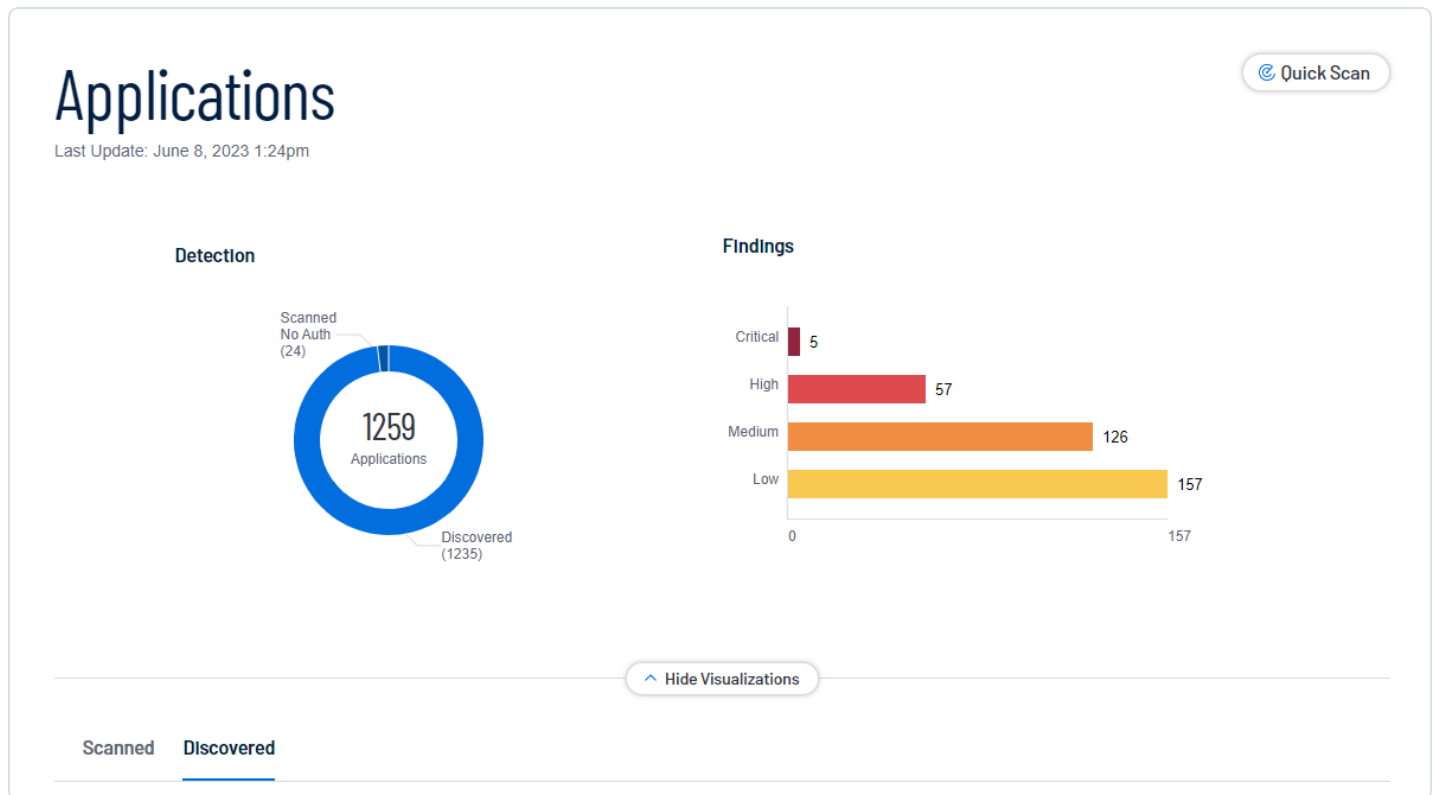 Applications
Quick Scan
Last Update: June 8, 2023 1:24pm
Detection
Scanned
No Auth
(24)
1259
Applications
Discovered
(1235)
Findings
Critical
5
High
57
Medium
126
Low
157
0
157
Hide Visualizations
Scanned
Discovered